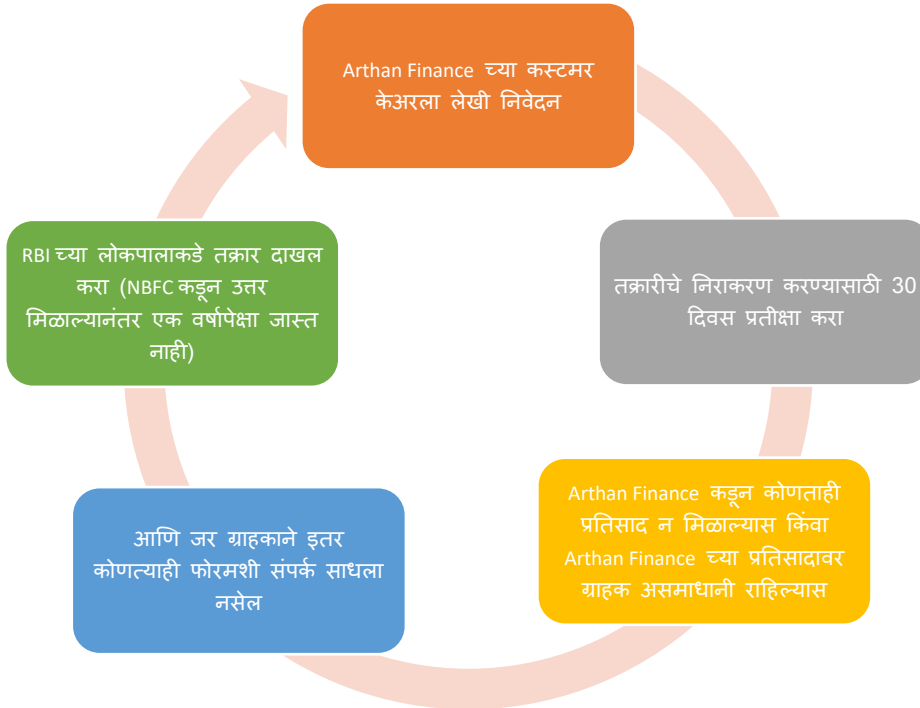 Arthan Finance च्या कस्टमर
केअरला लेखी निवेदन
तक्रारीचे निराकरण करण्यासाठी 30
दिवस प्रतीक्षा करा
Arthan Finance कडून कोणताही
प्रतिसाद न मिळाल्यास किंवा
Arthan Finance च्या प्रतिसादावर
ग्राहक असमाधानी राहिल्यास
आणि जर ग्राहकाने इतर
कोणत्याही फोरमशी संपर्क साधला
नसेल
RBI च्या लोकपालाकडे तक्रार दाखल
करा (NBFC कडून उत्तर
मिळाल्यानंतर एक वर्षापेक्षा जास्त
नाही)